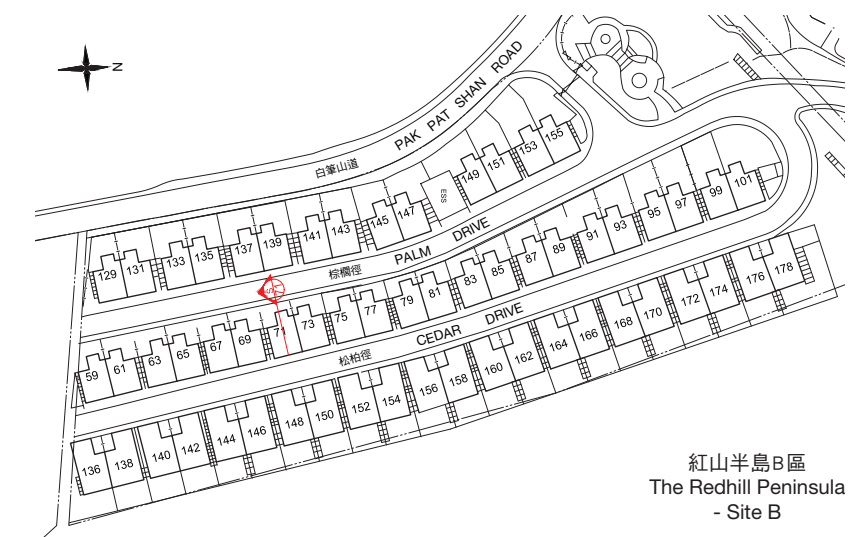 N
PAK PAT SHAN ROAD
白筆山道
153 155
149 151
ESS
145 147
141 143
137 139
133 135
129 131
PALM DRIVE
棕櫚徑
99 101
95 97
91 93
87 89
83 85
79 81
75 77
71 73
67 69
63 65
59 61
CEDAR DRIVE
松柏徑
176 178
172 174
168 170
164 166
160 162
156 158
152 154
148 150
144 146
140 142
136 138
紅山半島B區
The Redhill Peninsula
- Site B